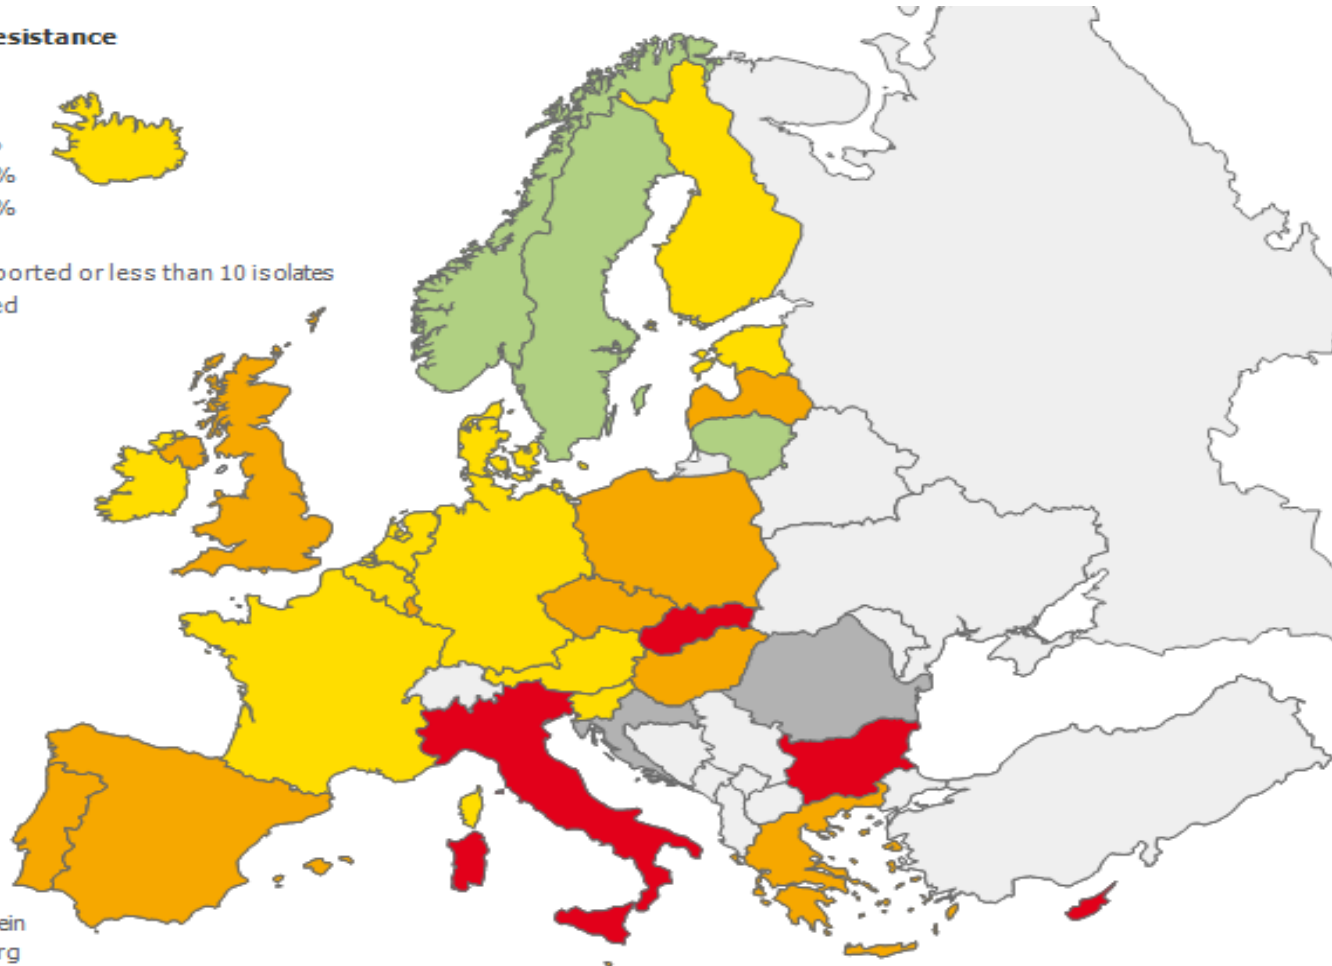 esistance
%
%
%
ported or less than 10 isolates
ed
ein
rg